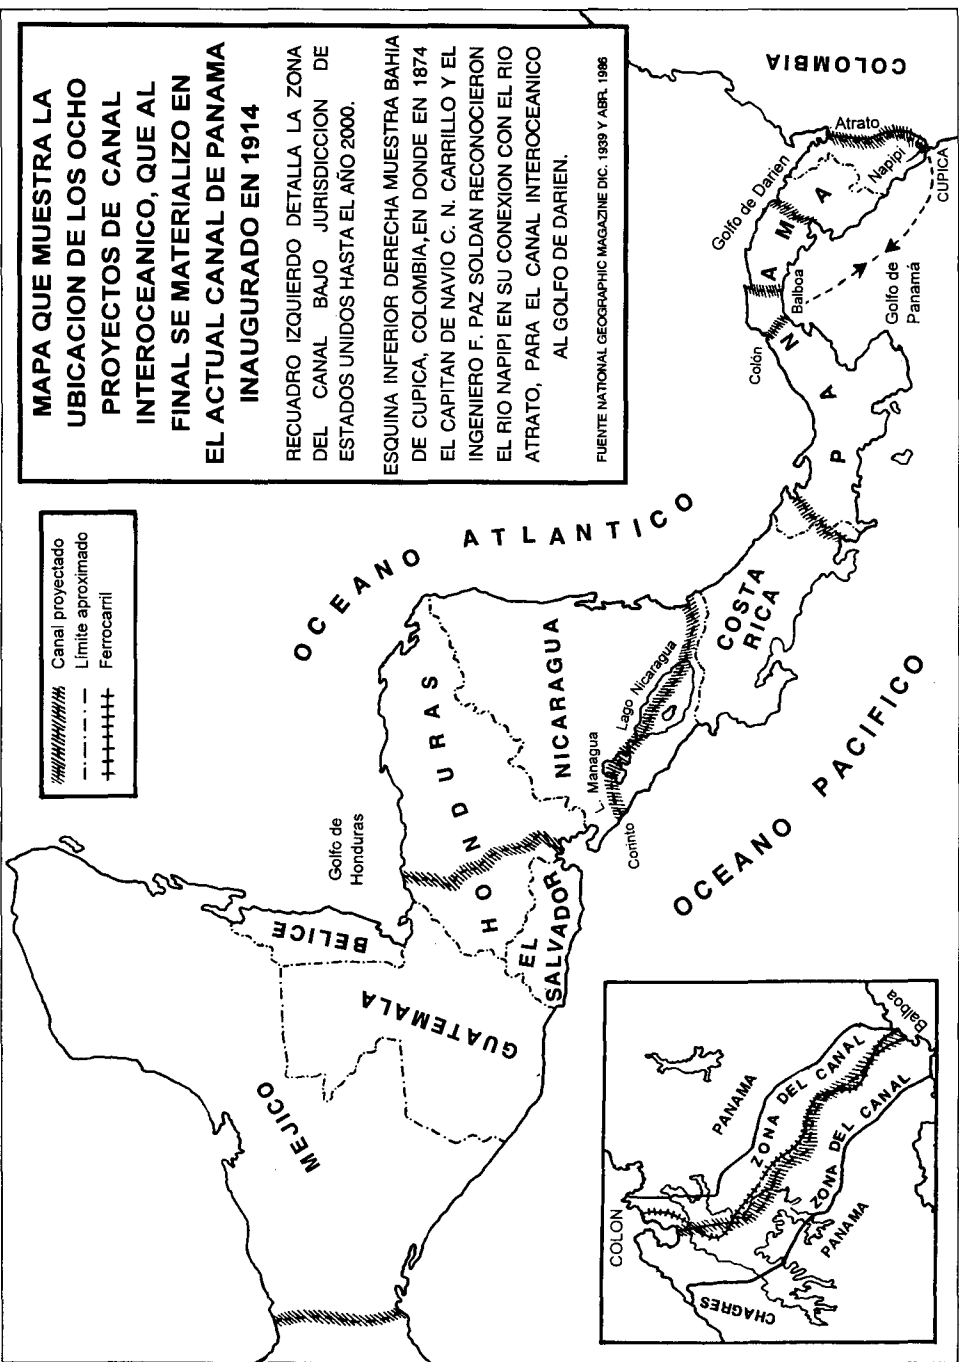 MAPA QUE MUESTRA LA
UBICACION DE LOS OCHO
PROYECTOS DE CANAL
INTEROCEANICO, QUE AL
FINAL SE MATERIALIZO EN
EL ACTUAL CANAL DE PANAMA
INAUGURADO EN 1914
RECUADRO IZQUIERDO DETALLA LA ZONA
DEL CANAL BAJO JURISDICCION DE
ESTADOS UNIDOS HASTA EL AÑO 2000.
ESQUINA INFERIOR DERECHA MUESTRA BAHIA
DE CUPICA, COLOMBIA, EN DONDE EN 1874
EL CAPITAN DE NAVIO C. N. CARRILLO Y EL
INGENIERO F. PAZ SOLDAN RECONOCIERON
EL RIO NAPIPI EN SU CONEXION CON EL RIO
ATRATO, PARA EL CANAL INTEROCEANICO
AL GOLFO DE DARIEN.
FUENTE NATIONAL GEOGRAPHIC MAGAZINE DIC. 1939 Y ABR. 1986
Canal proyectado
Límite aproximado
Ferrocarril
OCEANO ATLANTICO
MEJICO
BELICE
GUATEMALA
Golfo de
Honduras
HONDURAS
EL
SALVADOR
NICARAGUA
Managua
Lago Nicaragua
Corinto
COSTA
RICA
OCEANO PACIFICO
PANAMA
Colón
Balboa
Golfo de Darien
Golfo de
Panamá
Atrato
Napipi
CUPICA
COLOMBIA
COLON
CHAGRES
PANAMA
ZONA DEL CANAL
ZONA DEL CANAL
PANAMA
Balboa